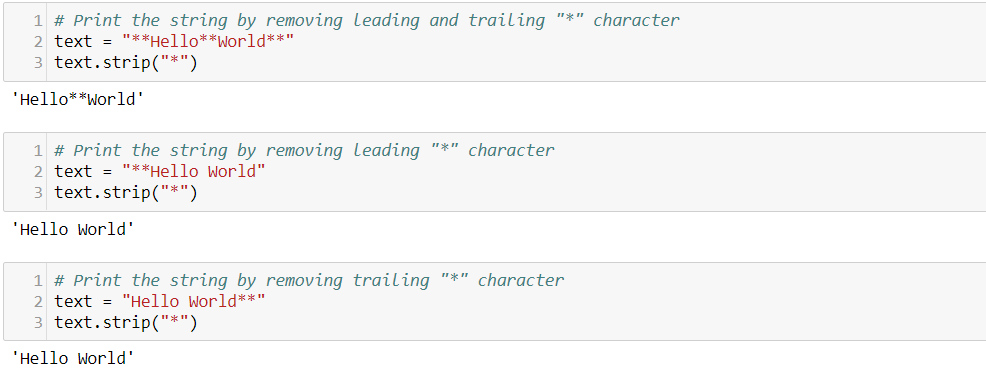 1 # Print the string by removing leading and trailing "*" character
2 text = "**Hello**World**"
3 text.strip("*")
'Hello**World'
1 # Print the string by removing leading "*" character
2 text = "**Hello World"
3 text.strip("*")
'Hello World'
1 # Print the string by removing trailing "*" character
2 text = "Hello World**"
3 text.strip("*")
'Hello World'